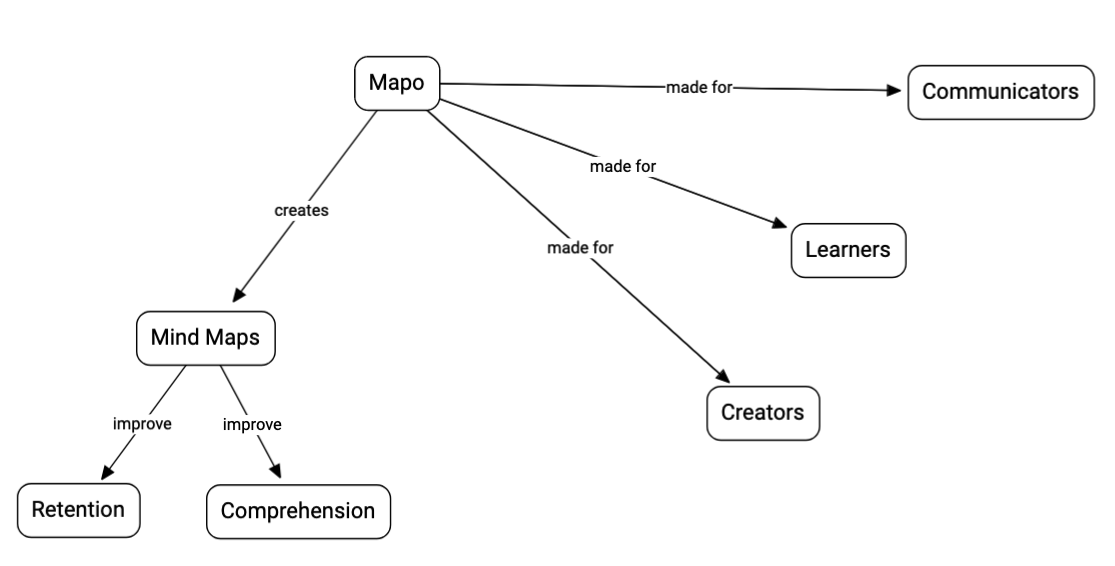 Mapo
made for
Communicators
made for
Learners
creates
made for
Mind Maps
Creators
improve
improve
Retention
Comprehension